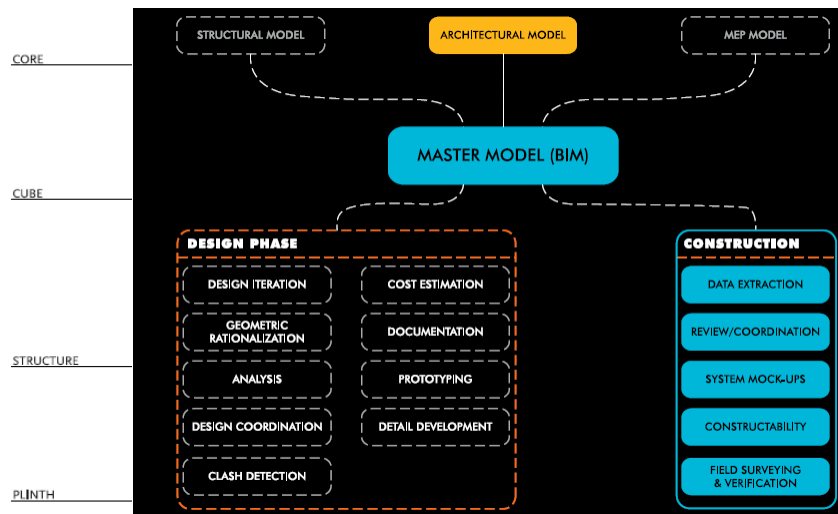 STRUCTURAL MODEL
ARCHITECTURAL MODEL
MEP MODEL
CORE
MASTER MODEL (BIM)
CUBE
DESIGN PHASE
DESIGN ITERATION
COST ESTIMATION
GEOMETRIC
RATIONALIZATION
DOCUMENTATION
ANALYSIS
PROTOTYPING
DESIGN COORDINATION
DETAIL DEVELOPMENT
CLASH DETECTION
CONSTRUCTION
DATA EXTRACTION
REVIEW/COORDINATION
SYSTEM MOCK-UPS
CONSTRUCTABILITY
FIELD SURVEYING
& VERIFICATION
STRUCTURE
PLINTH